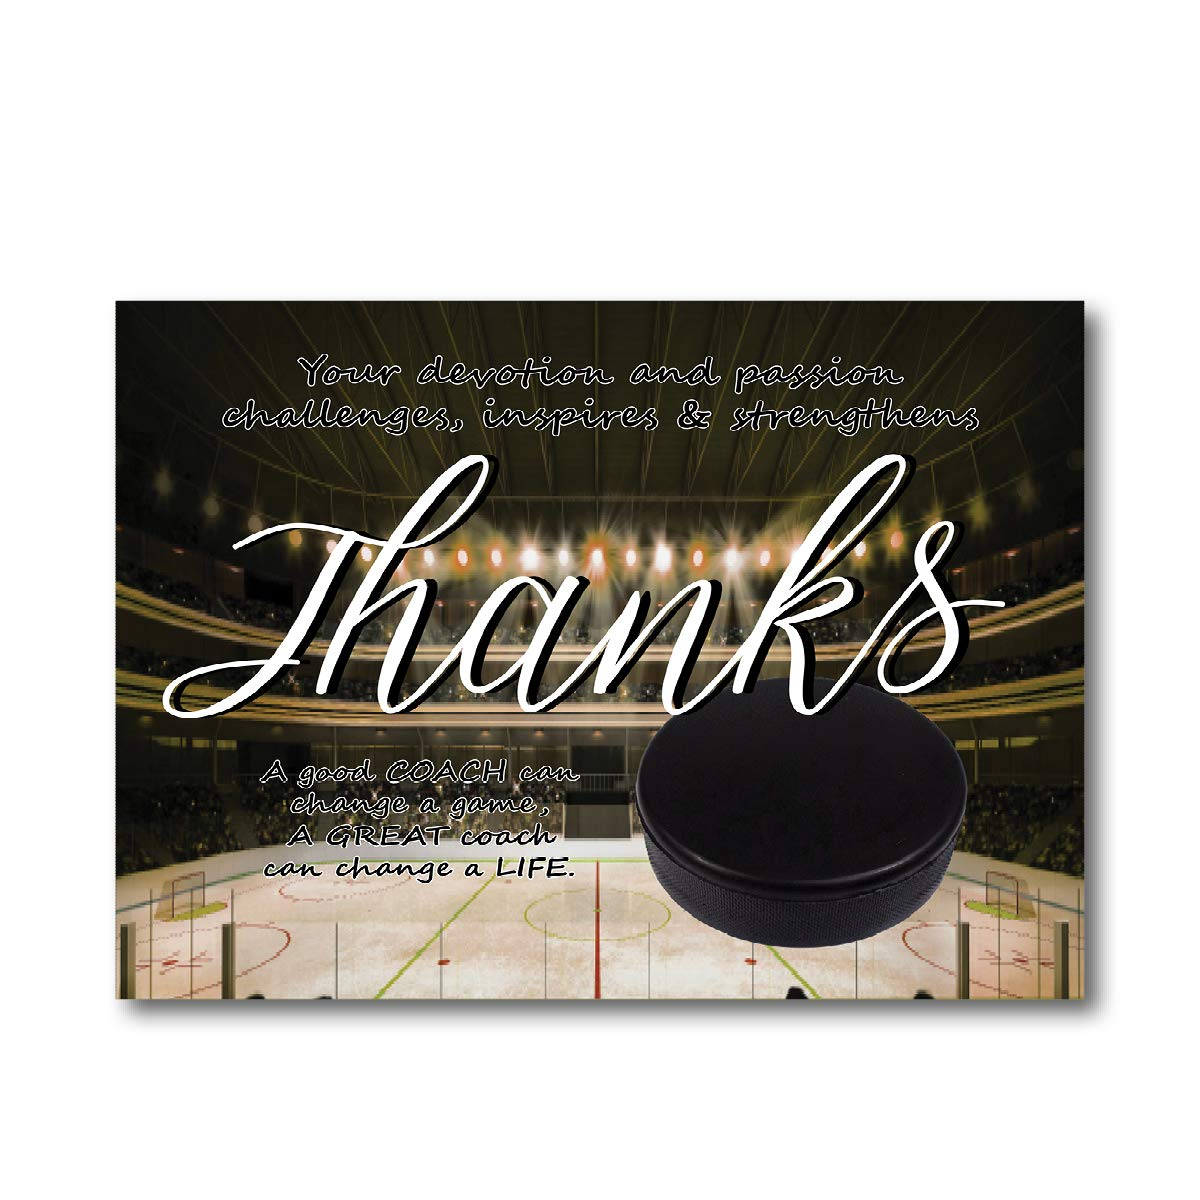 Your devotion and passion
challenges, inspires & strengthens
Thanks
A good COACH can
change a game,
A GREAT coach
can change a LIFE.